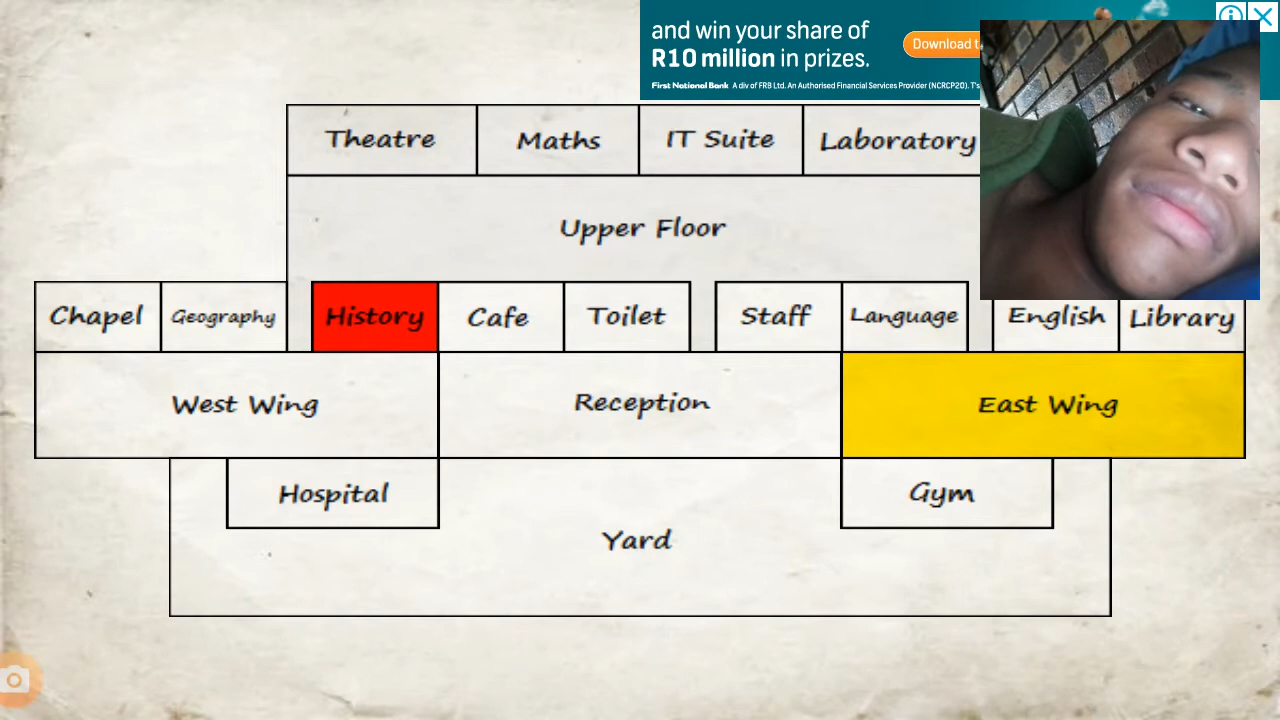 and win your share of
R10 million in prizes.
Download
First National Bank A div of FRB Ltd. An Authorised Financial Services Provider (NCRCP20).
Theatre Maths IT Suite Laboratory
Upper Floor
Chapel Geography History Cafe Toilet Staff Language English Library
West Wing Reception East Wing
Hospital Gym
Yard